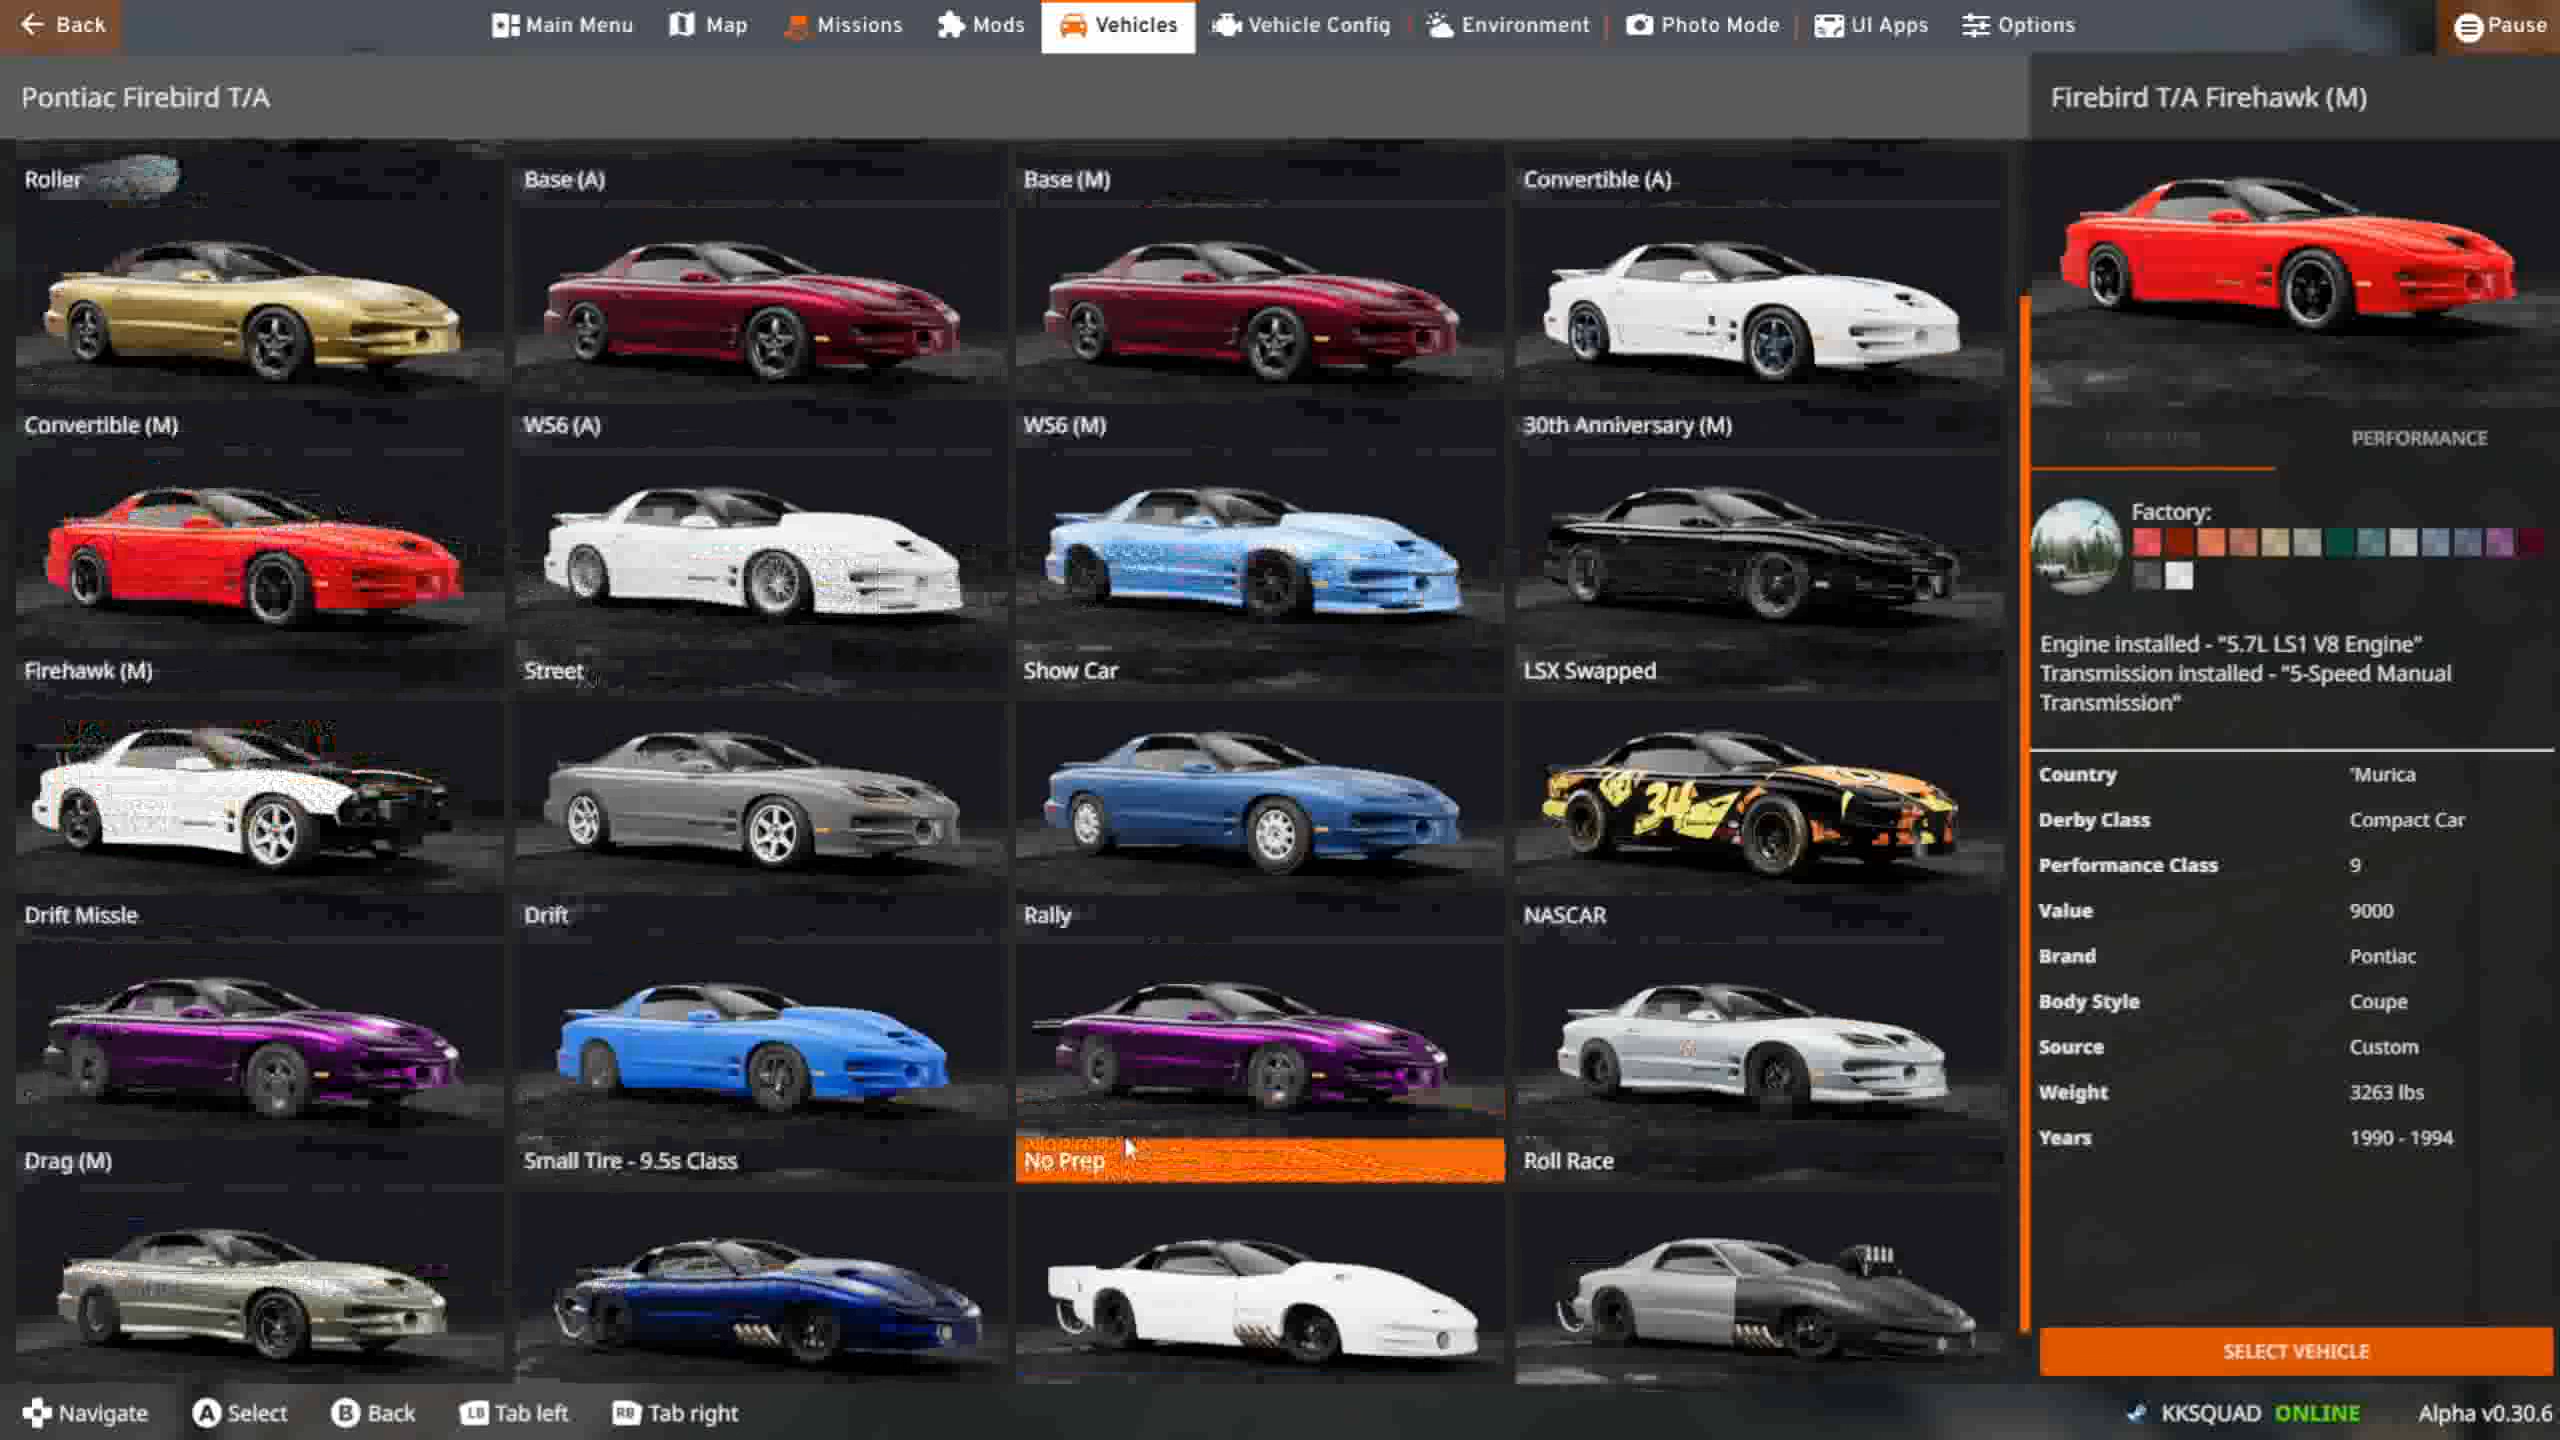 Back
Main Menu
Map
Missions
Mods
Vehicles
Vehicle Config
Environment
Photo Mode
UI Apps
Options
Pause
Pontiac Firebird T/A
Firebird T/A Firehawk (M)
Roller
Base (A)
Base (M)
Convertible (A)
Convertible (M)
WS6 (A)
WS6 (M)
30th Anniversary (M)
PERFORMANCE
Factory:
Engine installed - "5.7L LS1 V8 Engine"
Transmission installed - "5-Speed Manual
Transmission"
Firehawk (M)
Street
Show Car
LSX Swapped
34
Drift Missle
Drift
Rally
NASCAR
Country 'Murica
Derby Class Compact Car
Performance Class 9
Value 9000
Brand Pontiac
Body Style Coupe
Source Custom
Weight 3263 lbs
Years 1990 - 1994
Drag (M)
Small Tire - 9.5s Class
No Prep
Roll Race
SELECT VEHICLE
Navigate
A Select
B Back
LB Tab left
RB Tab right
KKSQUAD ONLINE
Alpha v0.30.6